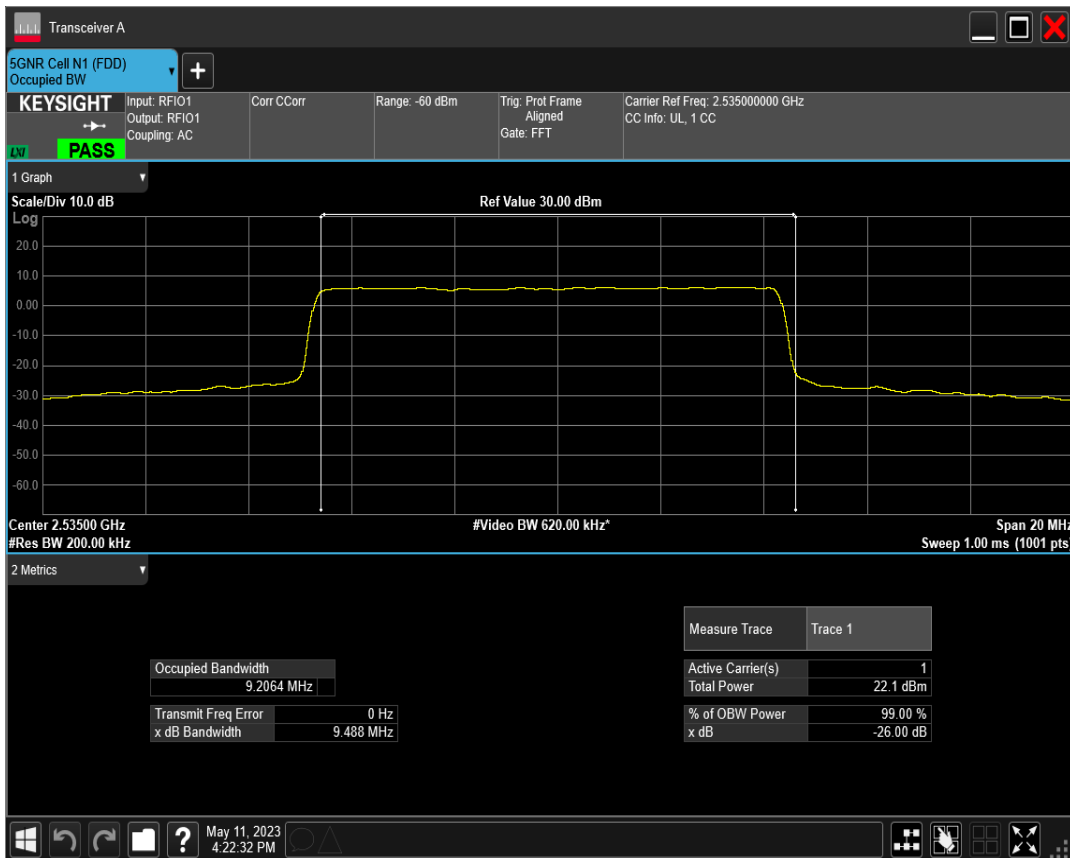 Transceiver A
5GNR Cell N1 (FDD)
Occupied BW
+
KEYSIGHT
LXI
PASS
Input: RFIO1
Output: RFIO1
Coupling: AC
Corr CCorr
Range: -60 dBm
Trig: Prot Frame
Aligned
Gate: FFT
Carrier Ref Freq: 2.535000000 GHz
CC Info: UL, 1 CC
1 Graph
Scale/Div 10.0 dB
Ref Value 30.00 dBm
Log
20.0
10.0
0.00
-10.0
-20.0
-30.0
-40.0
-50.0
-60.0
Center 2.53500 GHz
#Video BW 620.00 kHz*
Span 20 MHz
#Res BW 200.00 kHz
Sweep 1.00 ms (1001 pts)
2 Metrics
Measure Trace Trace 1
Occupied Bandwidth
9.2064 MHz
Active Carrier(s) 1
Total Power 22.1 dBm
Transmit Freq Error 0 Hz
x dB Bandwidth 9.488 MHz
% of OBW Power 99.00 %
x dB -26.00 dB
?
May 11, 2023
4:22:32 PM